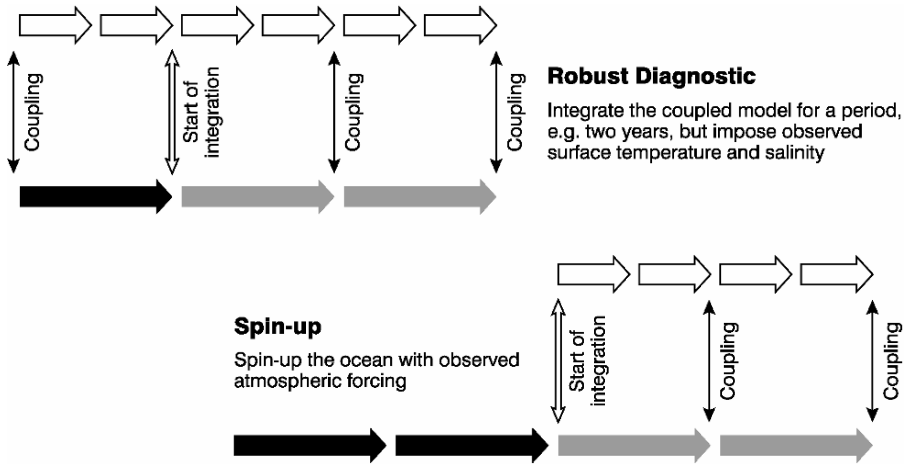 Coupling
Start of
integration
Coupling
Coupling
Robust Diagnostic
Integrate the coupled model for a period,
e.g. two years, but impose observed
surface temperature and salinity
Spin-up
Spin-up the ocean with observed
atmospheric forcing
Start of
integration
Coupling
Coupling